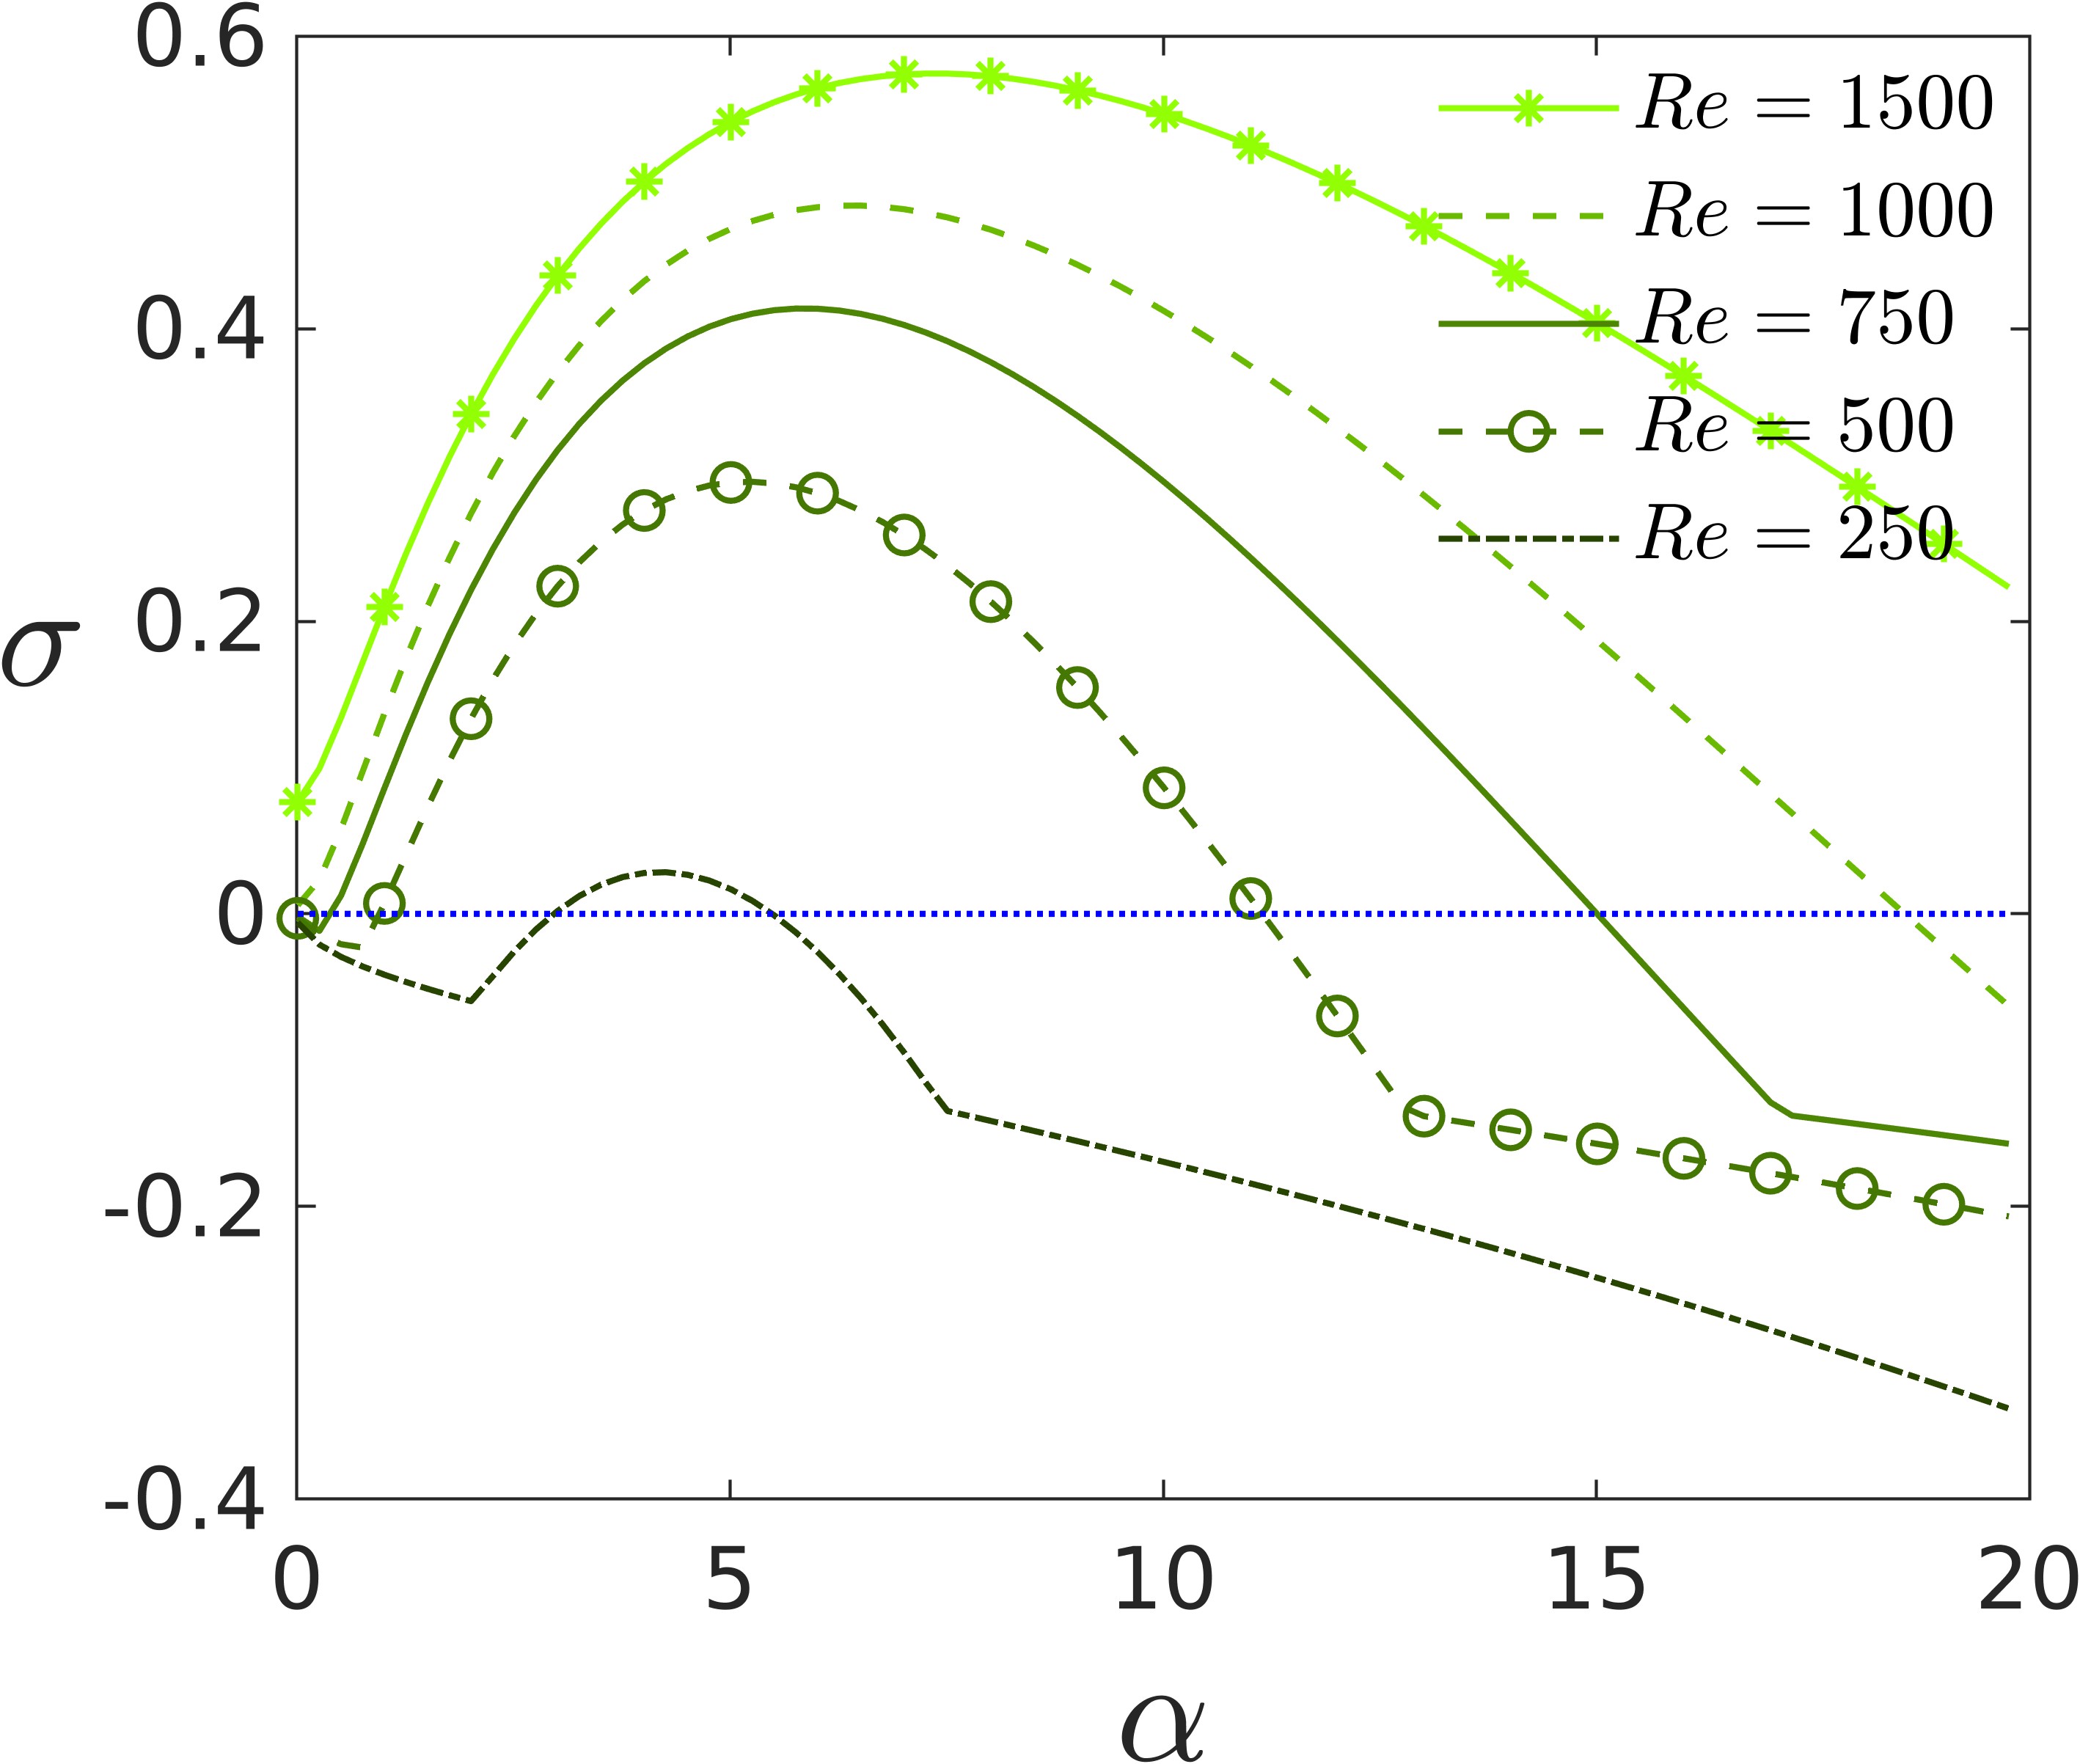 0.6
Re = 1500
Re = 1000
0.4
Re = 750
Re = 500
Re = 250
0.2
σ
0
-0.2
-0.4
0 5 10 15 20
α